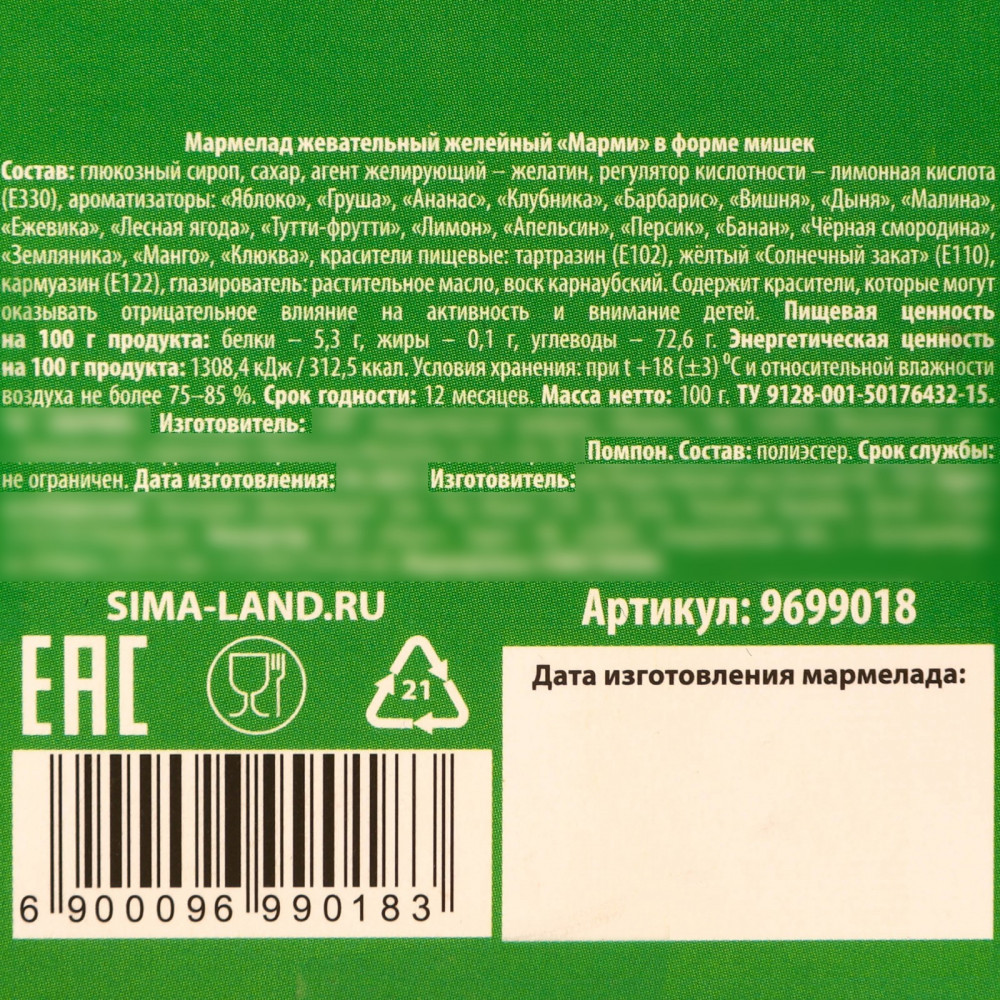 Мармелад жевательный желейный «Марми» в форме мишек
Состав: глюкозный сироп, сахар, агент желирующий – желатин, регулятор кислотности – лимонная кислота
(Е330), ароматизаторы: «Яблоко», «Груша», «Ананас», «Клубника», «Барбарис», «Вишня», «Дыня», «Малина»,
«Ежевика», «Лесная ягода», «Тутти-фрутти», «Лимон», «Апельсин», «Персик», «Банан», «Чёрная смородина»,
«Земляника», «Манго», «Клюква», красители пищевые: тартразин (Е102), жёлтый «Солнечный закат» (Е110),
кармуазин (Е122), глазирователь: растительное масло, воск карнаубский. Содержит красители, которые могут
оказывать отрицательное влияние на активность и внимание детей. Пищевая ценность
на 100 г продукта: белки – 5,3 г, жиры – 0,1 г, углеводы – 72,6 г. Энергетическая ценность
на 100 г продукта: 1308,4 кДж / 312,5 ккал. Условия хранения: при t +18 (±3) ⁰С и относительной влажности
воздуха не более 75–85 %. Срок годности: 12 месяцев. Масса нетто: 100 г. ТУ 9128-001-50176432-15.
Изготовитель:
Помпон. Состав: полиэстер. Срок службы:
не ограничен. Дата изготовления: Изготовитель:
SIMA-LAND.RU
Артикул: 9699018
EAC
21
Дата изготовления мармелада:
6 900096 990183